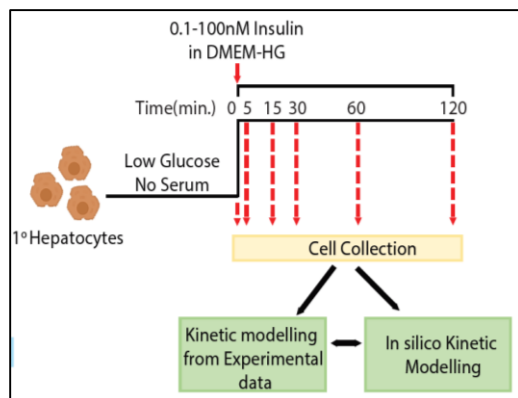 0.1-100nM Insulin
in DMEM-HG
Time(min.) 0 5 15 30 60 120
Low Glucose
No Serum
1º Hepatocytes
Cell Collection
Kinetic modelling
from Experimental
data
In silico Kinetic
Modelling